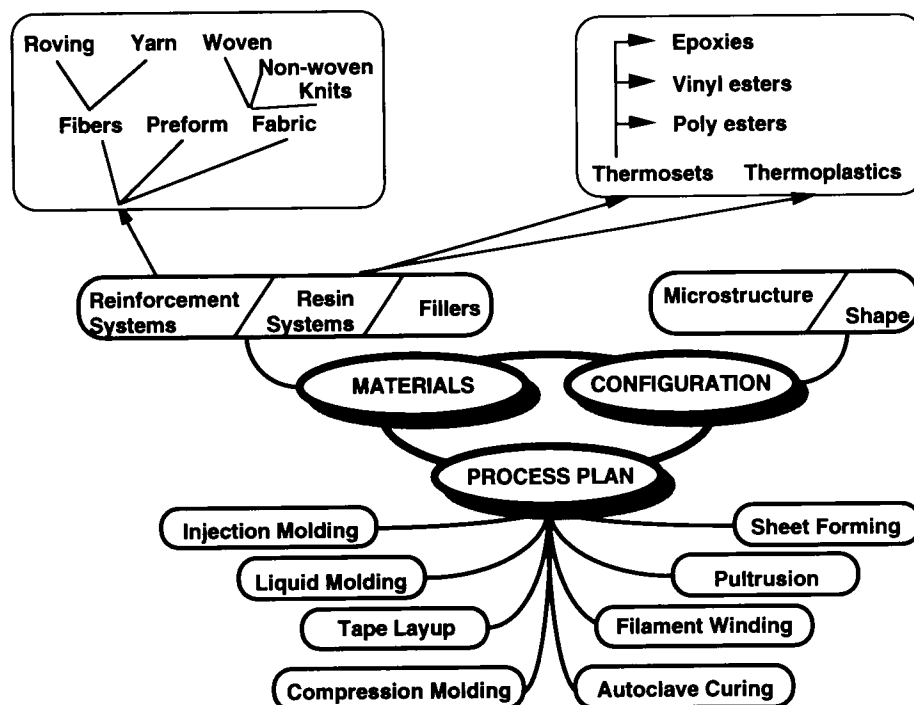 Roving Yarn Woven
Non-woven
Knits
Fibers Preform Fabric
Epoxies
Vinyl esters
Poly esters
Thermosets Thermoplastics
Reinforcement
Systems
Resin
Systems
Fillers
Microstructure
Shape
MATERIALS
CONFIGURATION
PROCESS PLAN
Injection Molding
Sheet Forming
Liquid Molding
Pultrusion
Tape Layup
Filament Winding
Compression Molding
Autoclave Curing